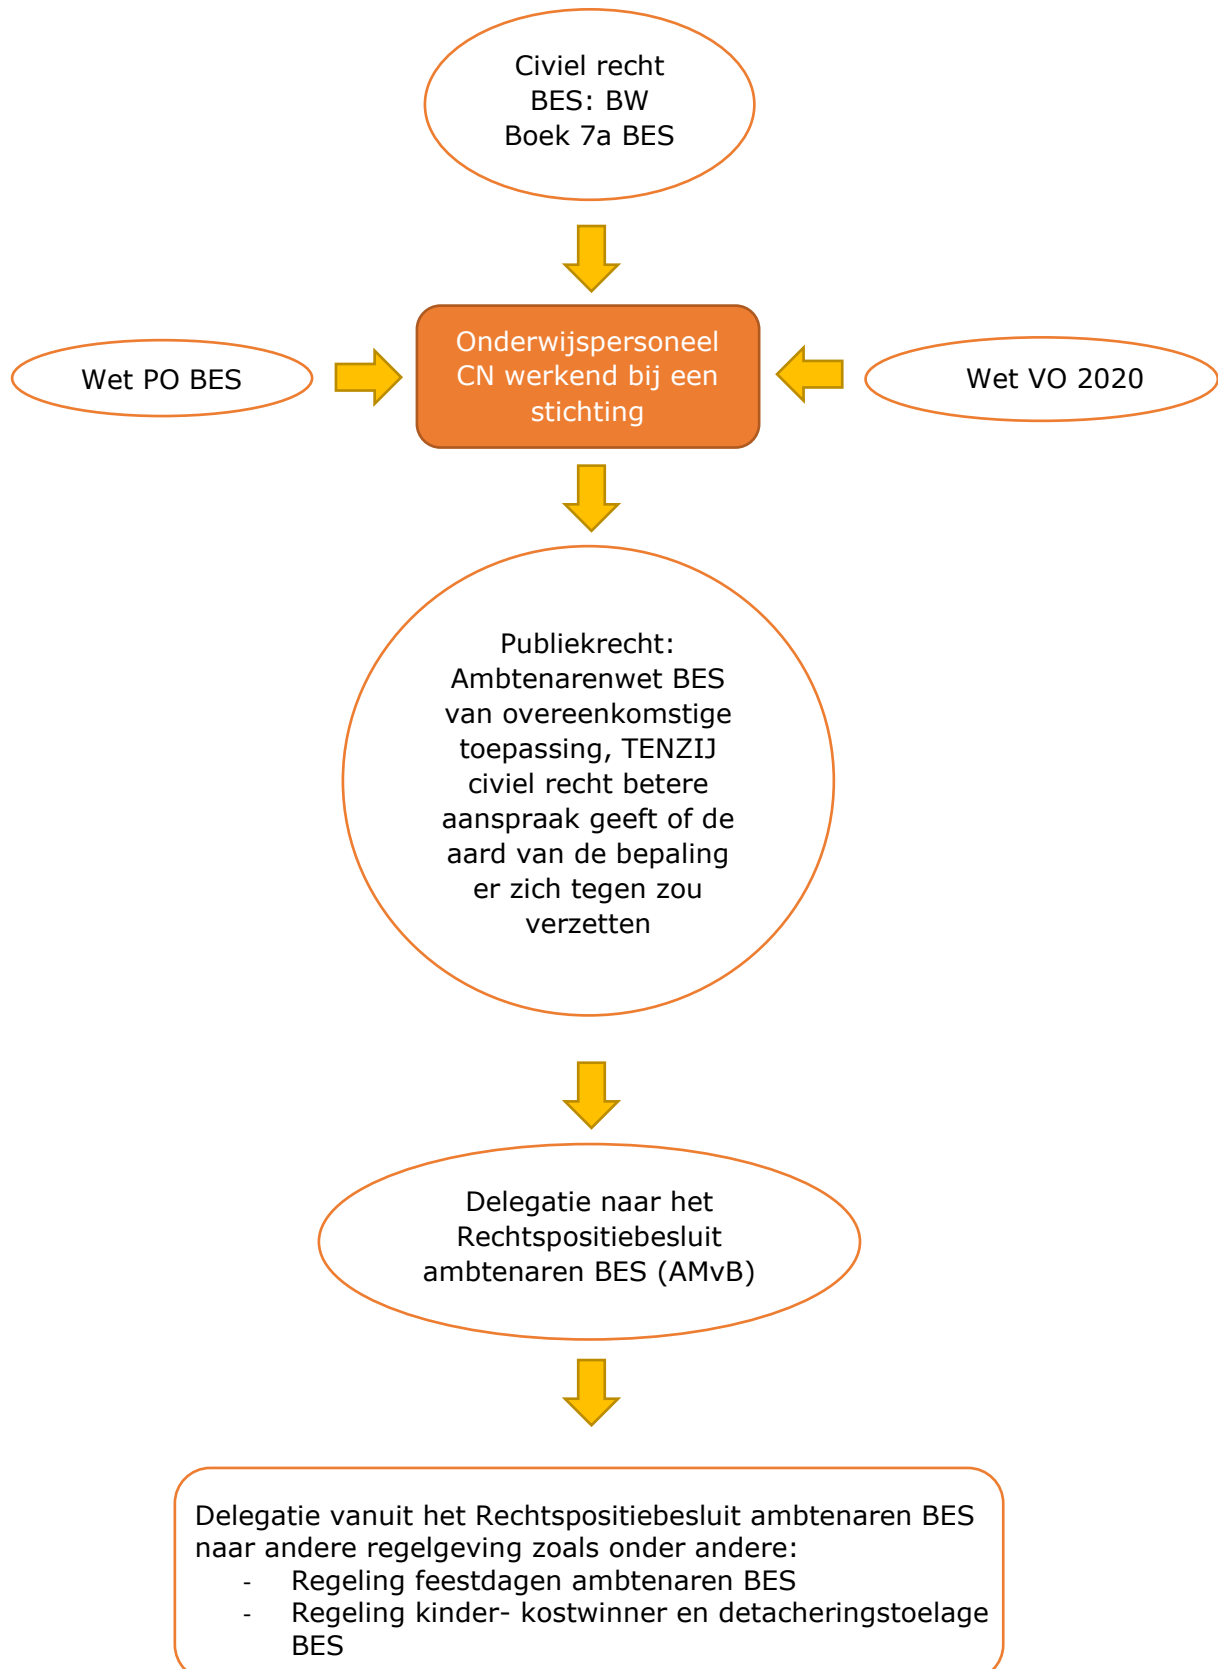 Civiel recht
BES: BW
Boek 7a BES
Onderwijspersoneel
CN werkend bij een
stichting
Wet PO BES
Wet VO 2020
Publiekrecht:
Ambtenarenwet BES
van overeenkomstige
toepassing, TENZIJ
civiel recht betere
aanspraak geeft of de
aard van de bepaling
er zich tegen zou
verzetten
Delegatie naar het
Rechtspositiebesluit
ambtenaren BES (AMvB)
Delegatie vanuit het Rechtspositiebesluit ambtenaren BES
naar andere regelgeving zoals onder andere:
- Regeling feestdagen ambtenaren BES
- Regeling kinder- kostwinner en detacheringstoelage
BES